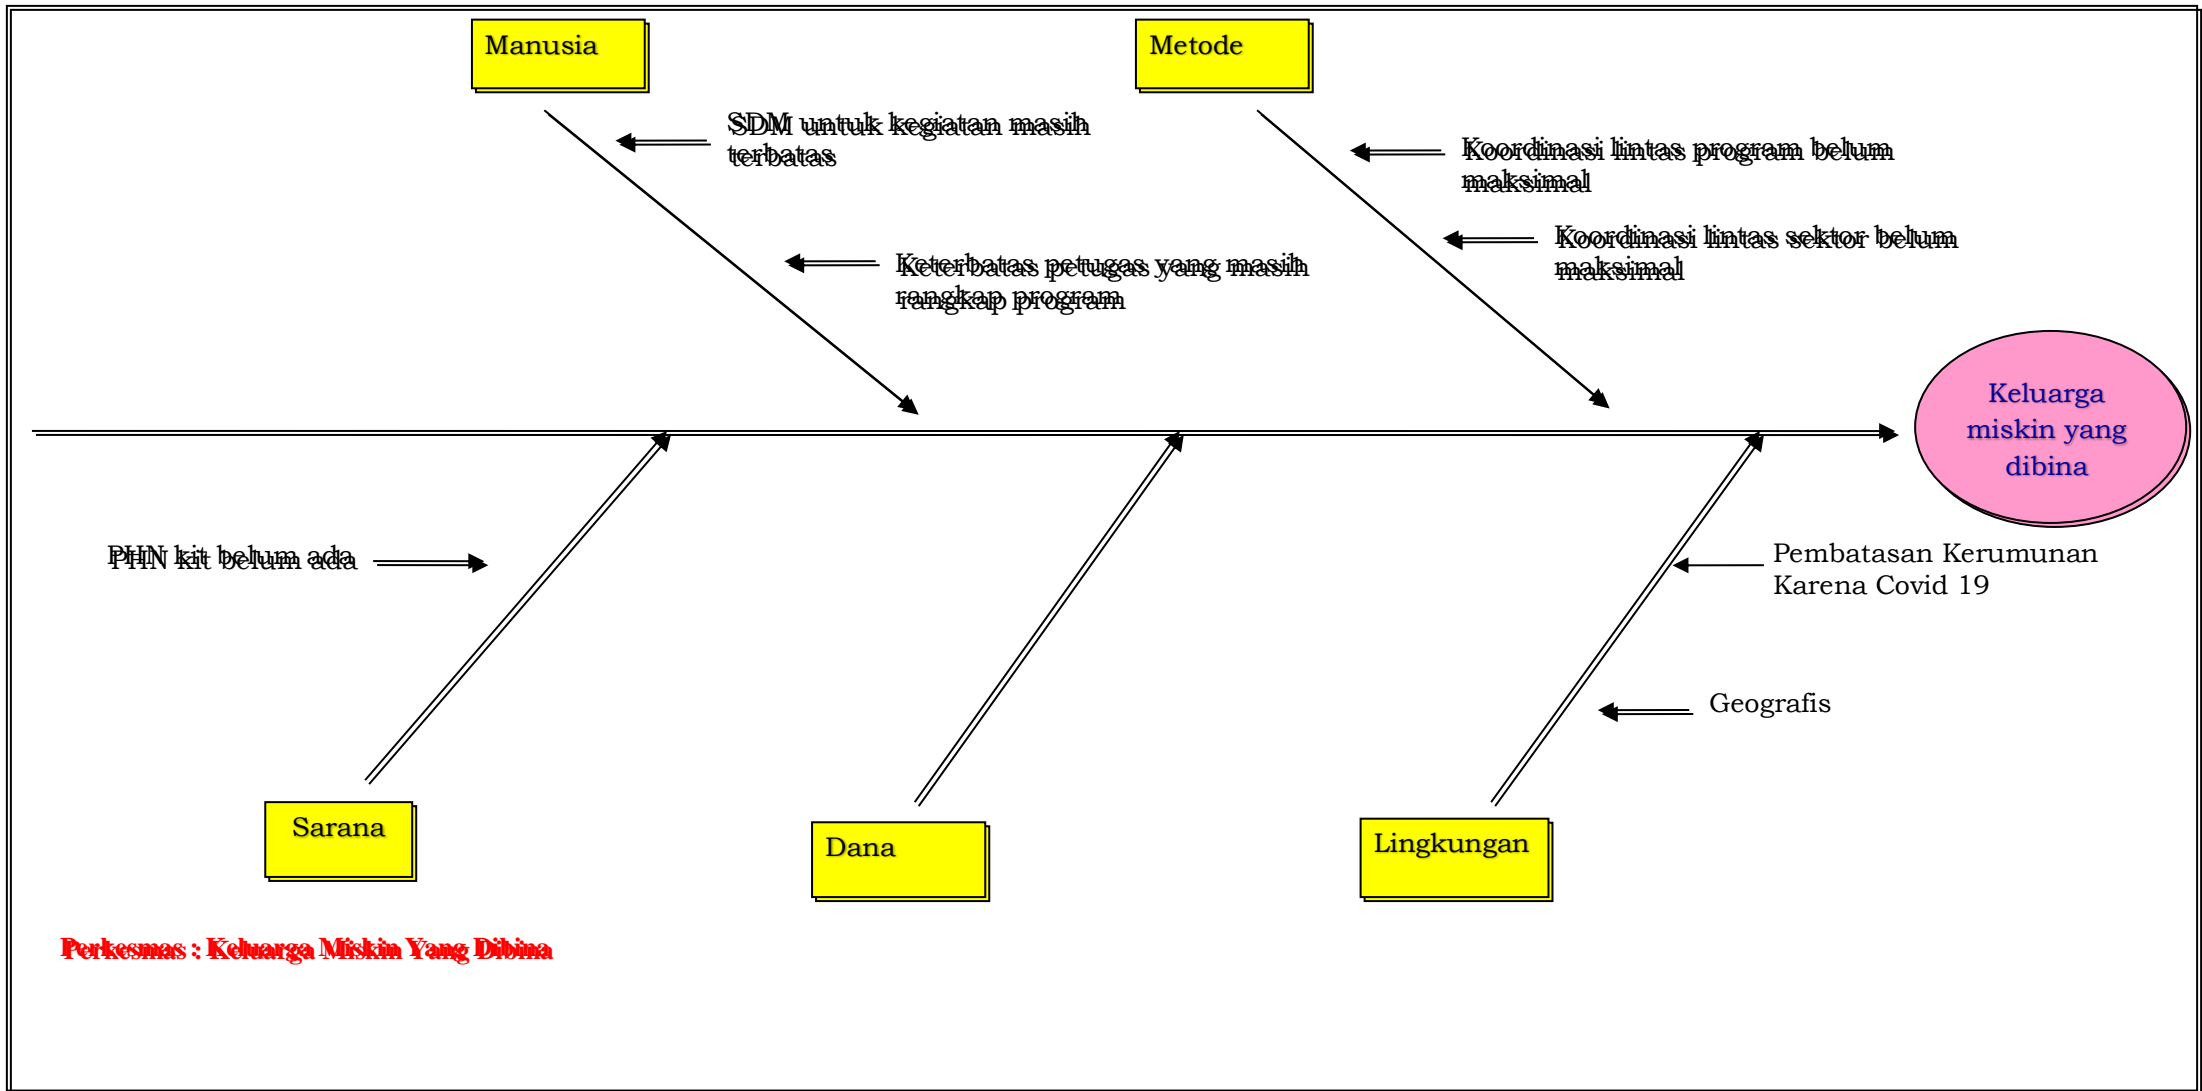 Manusia
Metode
SDM untuk kegiatan masih
terbatas
Koordinasi lintas program belum
maksimal
Koordinasi lintas sektor belum
maksimal
Keterbatas petugas yang masih
rangkap program
Keluarga
miskin yang
dibina
PHN kit belum ada
Pembatasan Kerumunan
Karena Covid 19
Geografis
Sarana
Dana
Lingkungan
Perkesmas : Keluarga Miskin Yang Dibina